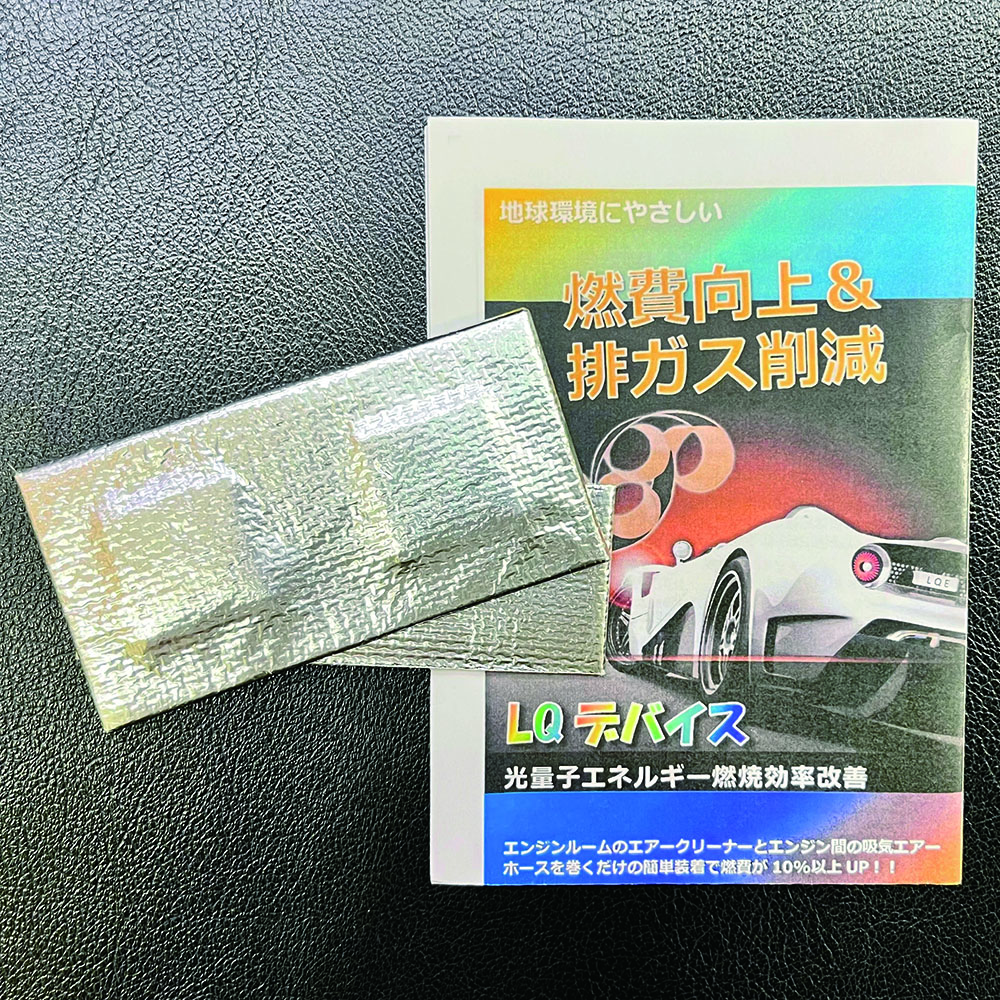 地球環境にやさしい
燃費向上&
排ガス削減
LQE
LQ デバイス
光量子エネルギー燃焼効率改善
エンジンルームのエアークリーナーとエンジン間の吸気エアー
ホースを巻くだけの簡単装着で燃費が 10%以上 UP!!